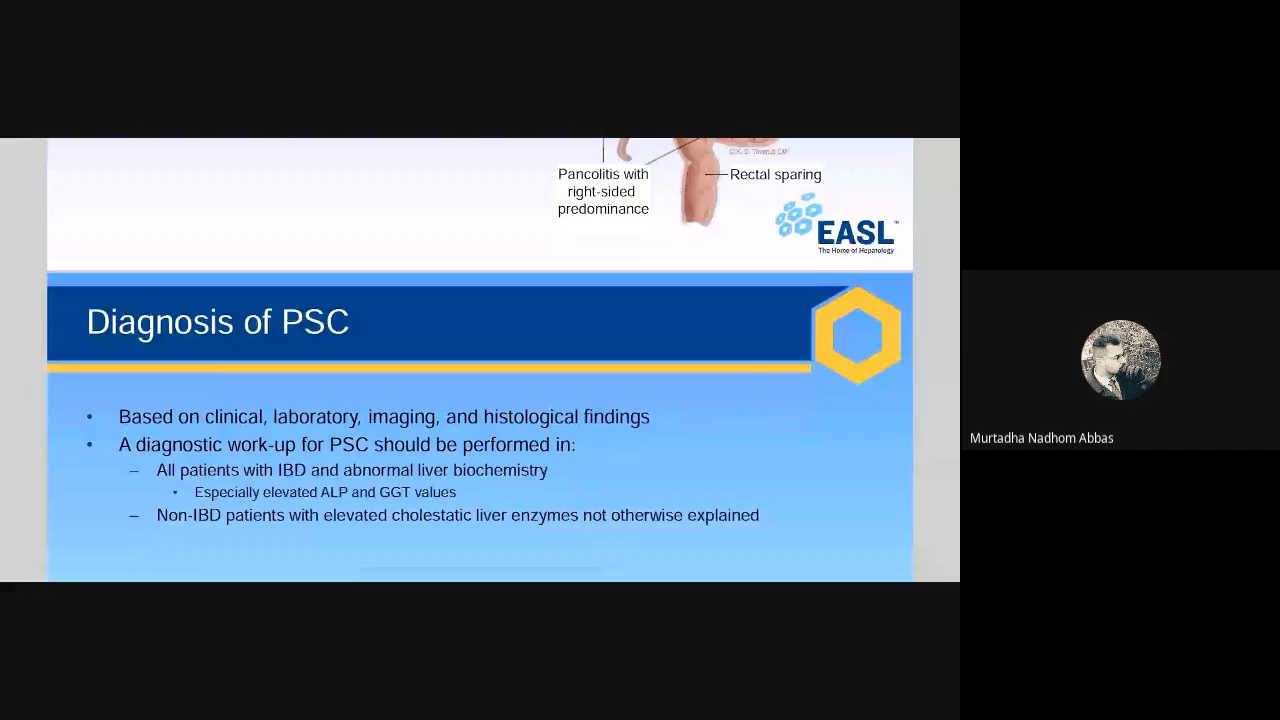 Pancolitis with
right-sided
predominance
Rectal sparing
EASL™
The Home of Hepatology
Diagnosis of PSC
• Based on clinical, laboratory, imaging, and histological findings
• A diagnostic work-up for PSC should be performed in:
– All patients with IBD and abnormal liver biochemistry
• Especially elevated ALP and GGT values
– Non-IBD patients with elevated cholestatic liver enzymes not otherwise explained
Murtadha Nadhom Abbas